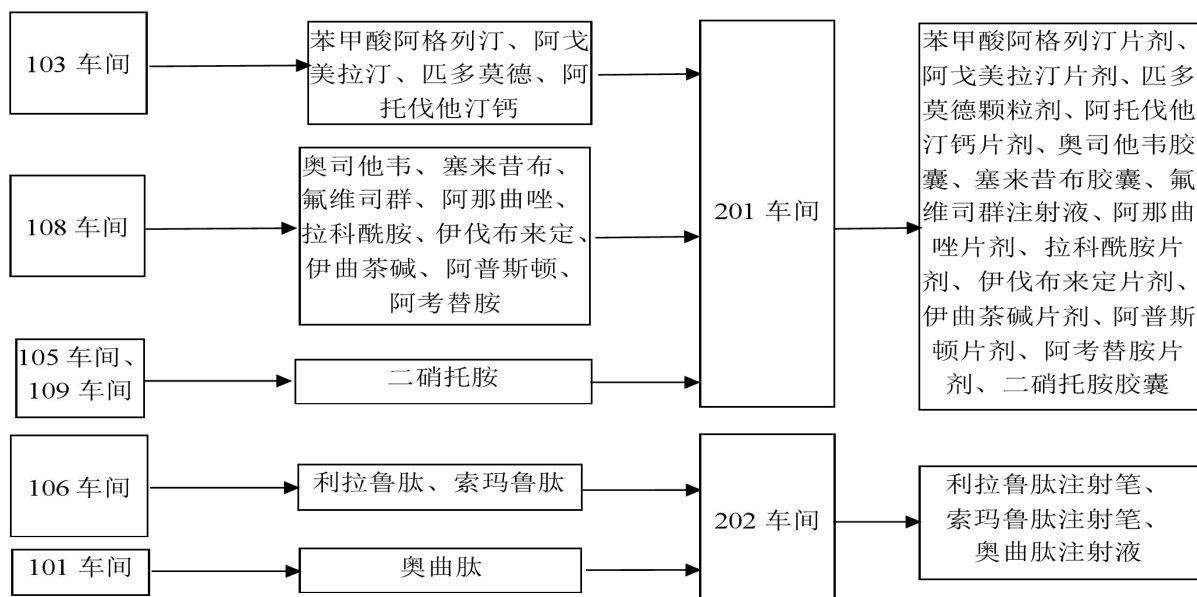 103 车间
苯甲酸阿格列汀、阿戈
美拉汀、匹多莫德、阿
托伐他汀钙
108 车间
奥司他韦、塞来昔布、
氟维司群、阿那曲唑、
拉科酰胺、伊伐布来定、
伊曲茶碱、阿普斯顿、
阿考替胺
105 车间、
109 车间
二硝托胺
201 车间
苯甲酸阿格列汀片剂、
阿戈美拉汀片剂、匹多
莫德颗粒剂、阿托伐他
汀钙片剂、奥司他韦胶
囊、塞来昔布胶囊、氟
维司群注射液、阿那曲
唑片剂、拉科酰胺片
剂、伊伐布来定片剂、
伊曲茶碱片剂、阿普斯
顿片剂、阿考替胺片
剂、二硝托胺胶囊
106 车间
利拉鲁肽、索玛鲁肽
101 车间
奥曲肽
202 车间
利拉鲁肽注射笔、
索玛鲁肽注射笔、
奥曲肽注射液